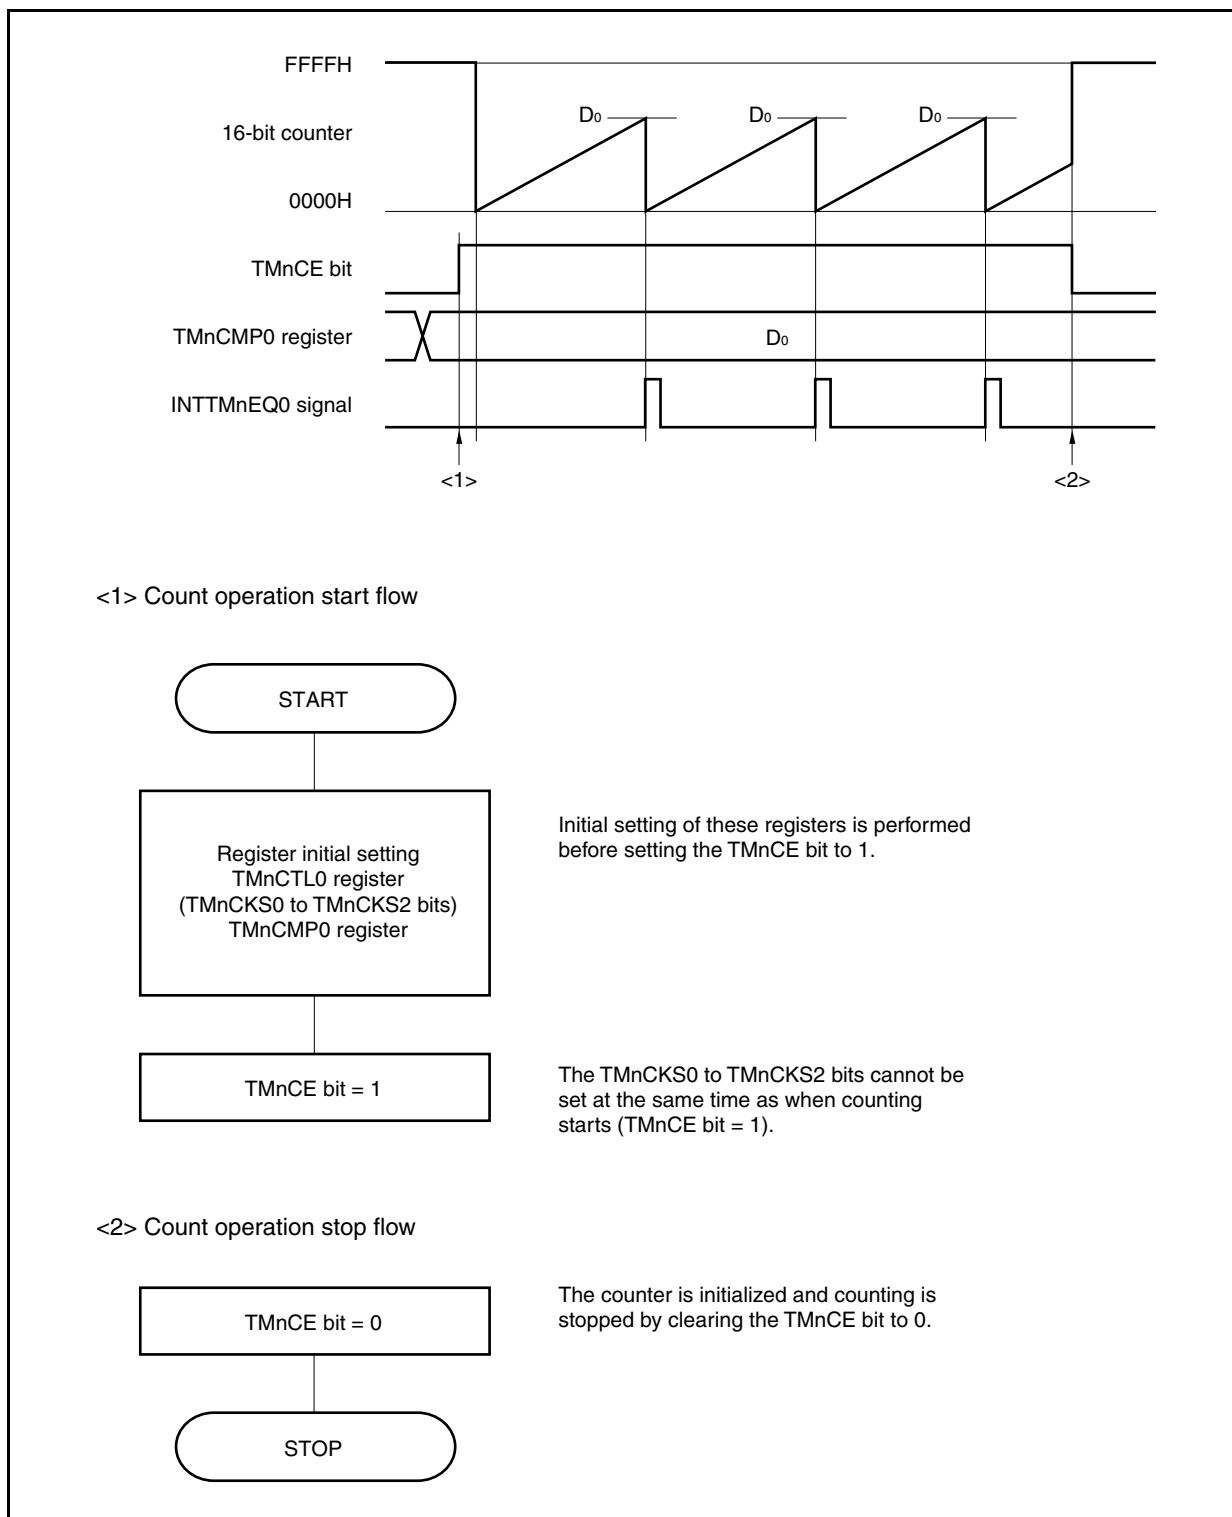 FFFFH
16-bit counter
D0 D0 D0
0000H
TMnCE bit
TMnCMP0 register
D0
INTTMnEQ0 signal
<1> <2>
<1> Count operation start flow
START
Register initial setting
TMnCTL0 register
(TMnCKS0 to TMnCKS2 bits)
TMnCMP0 register
Initial setting of these registers is performed
before setting the TMnCE bit to 1.
TMnCE bit = 1
The TMnCKS0 to TMnCKS2 bits cannot be
set at the same time as when counting
starts (TMnCE bit = 1).
<2> Count operation stop flow
TMnCE bit = 0
The counter is initialized and counting is
stopped by clearing the TMnCE bit to 0.
STOP